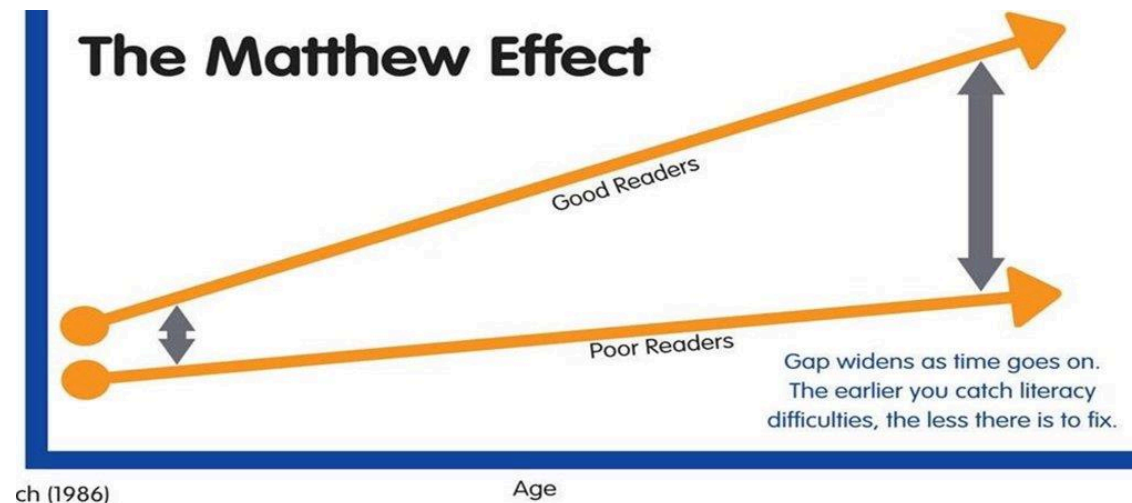 The Matthew Effect
Good Readers
Poor Readers
Gap widens as time goes on.
The earlier you catch literacy
difficulties, the less there is to fix.
ch (1986)
Age